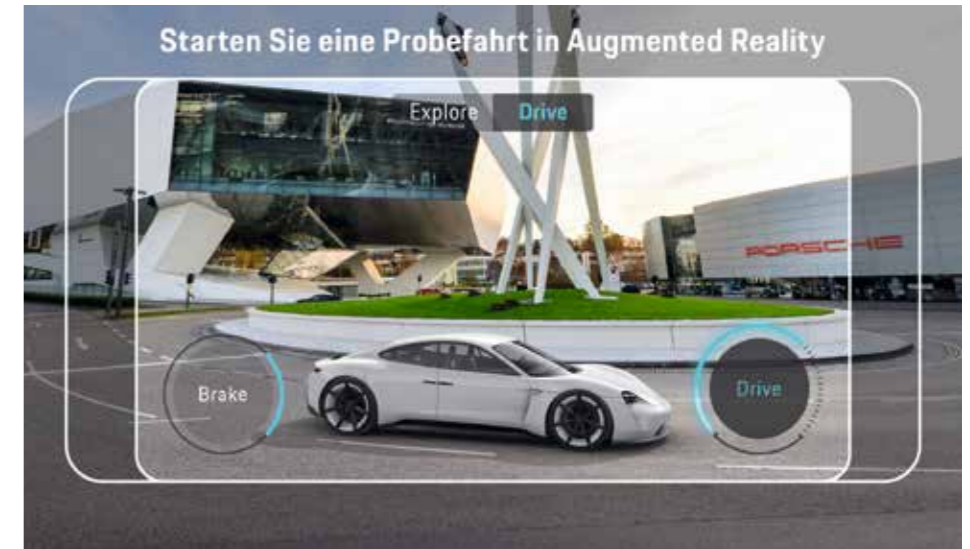 Starten Sie eine Probefahrt in Augmented Reality
Explore Drive
PORSCHE
Brake
Drive